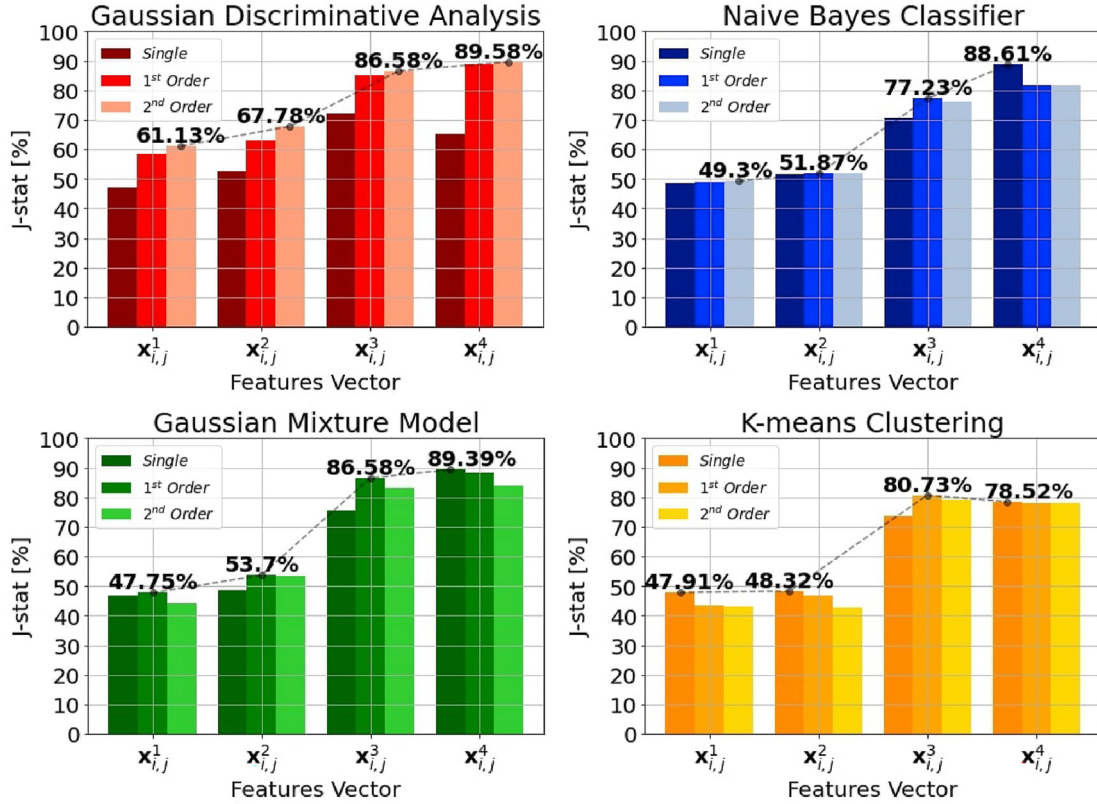 Gaussian Discriminative Analysis
100
90
80
70
60
50
40
30
20
10
0
J-stat [%]
Single
1st Order
2nd Order
61.13%
67.78%
86.58%
89.58%
x1i,j
x2i,j
x3i,j
x4i,j
Features Vector
Naive Bayes Classifier
100
90
80
70
60
50
40
30
20
10
0
J-stat [%]
Single
1st Order
2nd Order
49.3%
51.87%
77.23%
88.61%
x1i,j
x2i,j
x3i,j
x4i,j
Features Vector
Gaussian Mixture Model
100
90
80
70
60
50
40
30
20
10
0
J-stat [%]
Single
1st Order
2nd Order
47.75%
53.7%
86.58%
89.39%
x1i,j
x2i,j
x3i,j
x4i,j
Features Vector
K-means Clustering
100
90
80
70
60
50
40
30
20
10
0
J-stat [%]
Single
1st Order
2nd Order
47.91%
48.32%
80.73%
78.52%
x1i,j
x2i,j
x3i,j
x4i,j
Features Vector